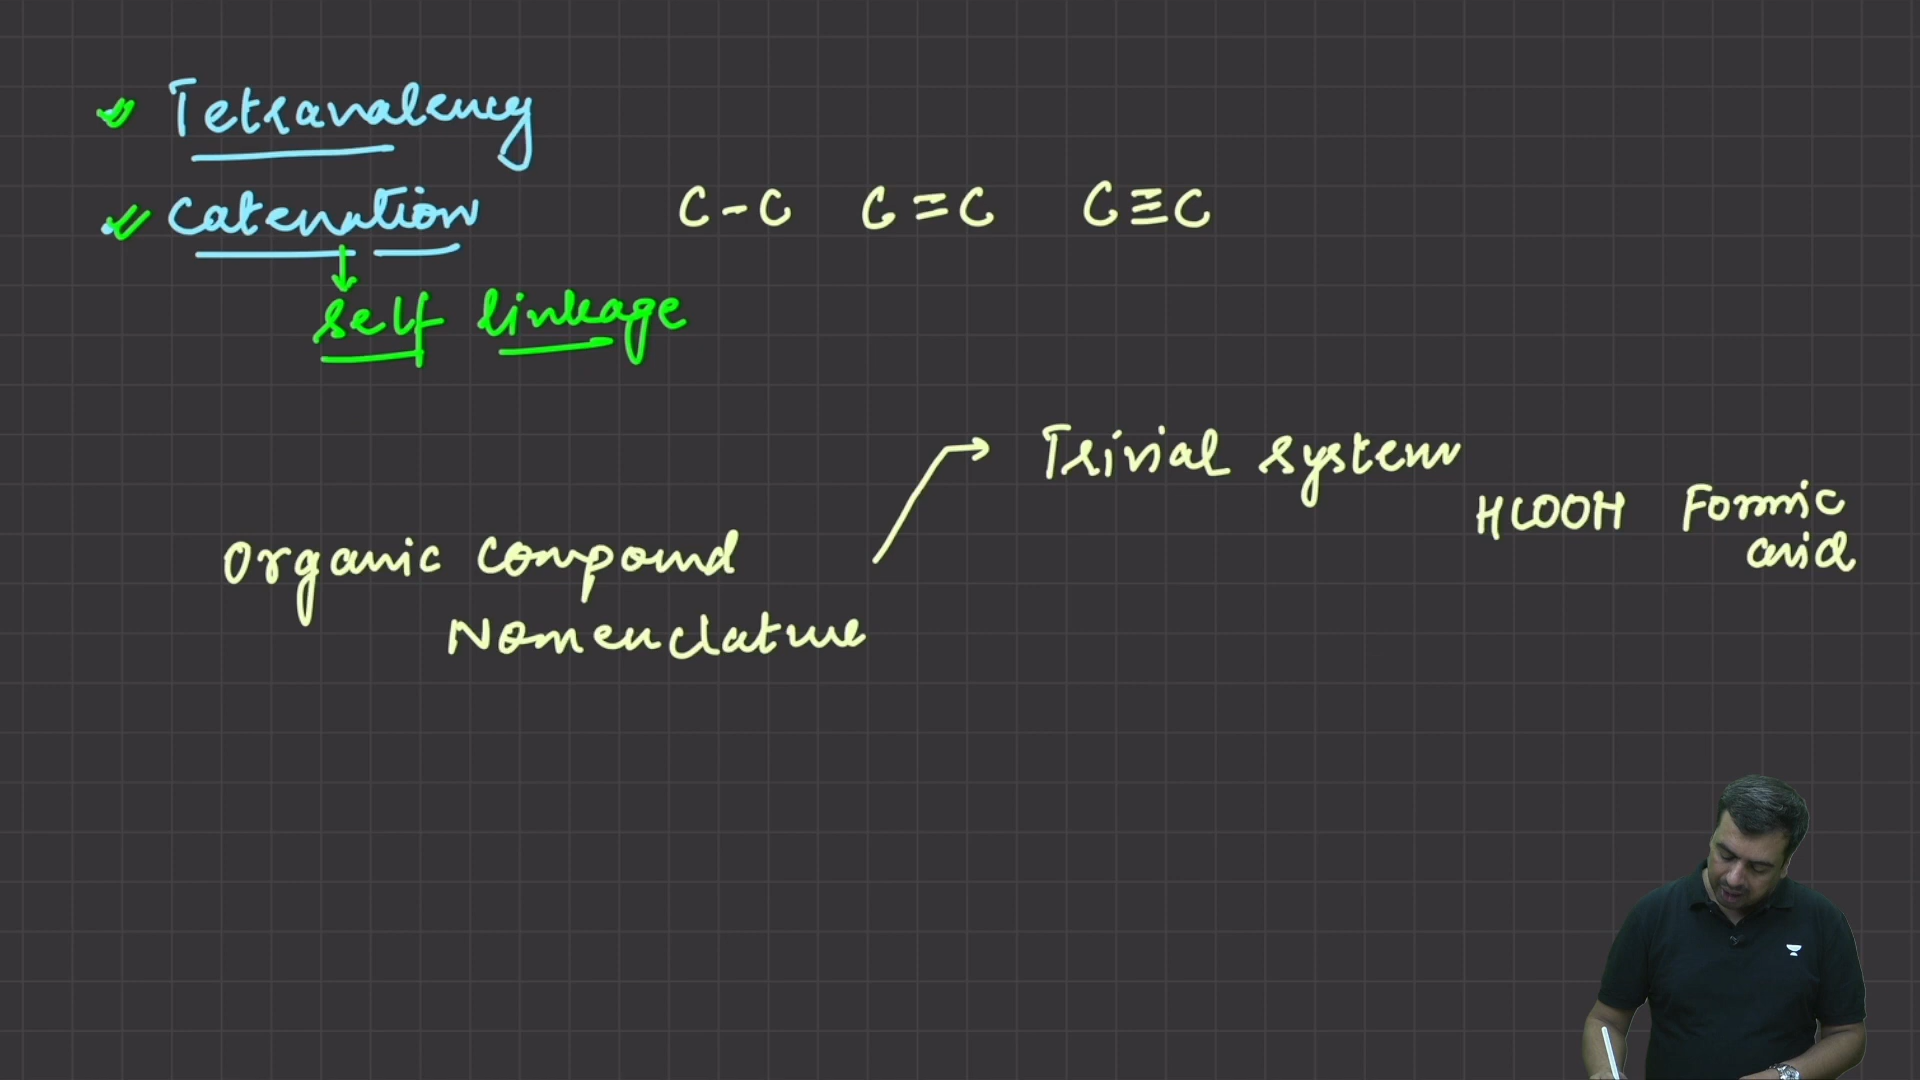 Tetravalency
Catenation C-C C=C C≡C
self linkage
Trivial system
HCOOH Formic
acid
Organic compound
Nomenclature